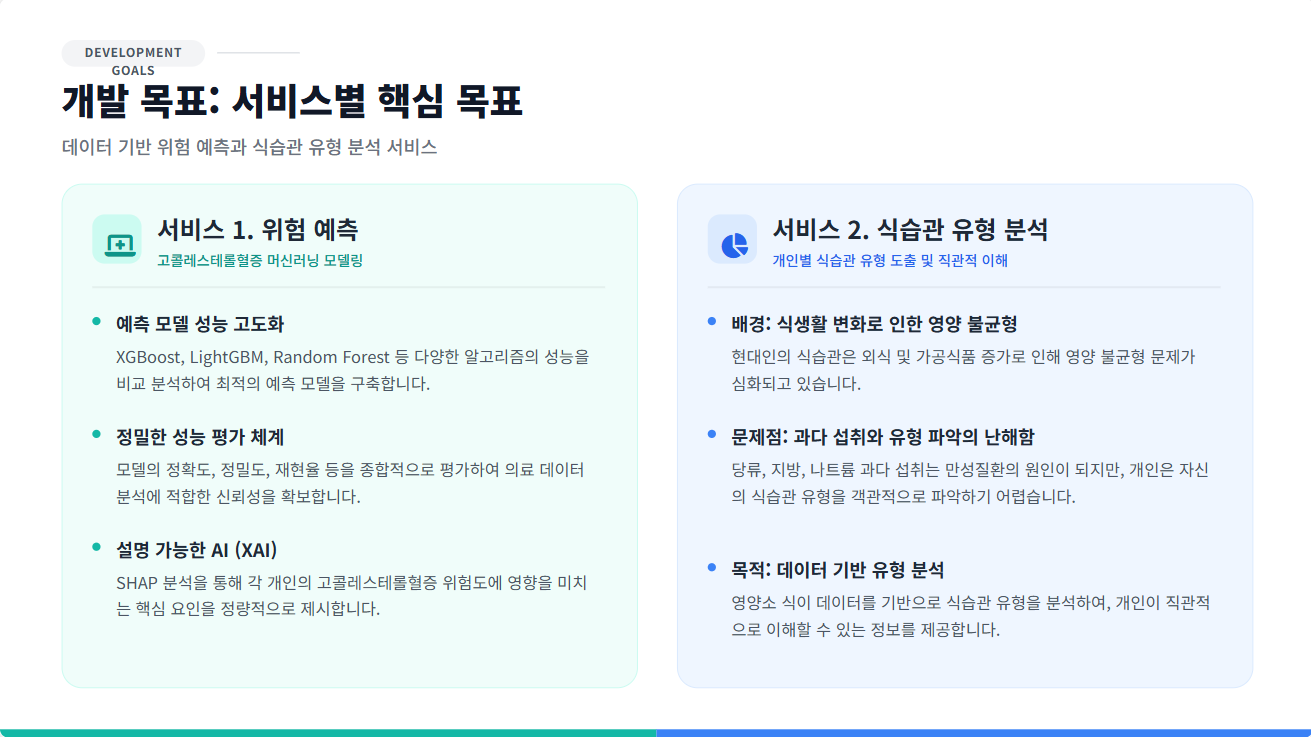 DEVELOPMENT
GOALS
개발 목표: 서비스별 핵심 목표
데이터 기반 위험 예측과 식습관 유형 분석 서비스
서비스 1. 위험 예측
고콜레스테롤혈증 머신러닝 모델링
예측 모델 성능 고도화
XGBoost, LightGBM, Random Forest 등 다양한 알고리즘의 성능을
비교 분석하여 최적의 예측 모델을 구축합니다.
정밀한 성능 평가 체계
모델의 정확도, 정밀도, 재현율 등을 종합적으로 평가하여 의료 데이터
분석에 적합한 신뢰성을 확보합니다.
설명 가능한 AI (XAI)
SHAP 분석을 통해 각 개인의 고콜레스테롤혈증 위험도에 영향을 미치
는 핵심 요인을 정량적으로 제시합니다.
서비스 2. 식습관 유형 분석
개인별 식습관 유형 도출 및 직관적 이해
배경: 식생활 변화로 인한 영양 불균형
현대인의 식습관은 외식 및 가공식품 증가로 인해 영양 불균형 문제가
심화되고 있습니다.
문제점: 과다 섭취와 유형 파악의 난해함
당류, 지방, 나트륨 과다 섭취는 만성질환의 원인이 되지만, 개인은 자신
의 식습관 유형을 객관적으로 파악하기 어렵습니다.
목적: 데이터 기반 유형 분석
영양소 식이 데이터를 기반으로 식습관 유형을 분석하여, 개인이 직관적
으로 이해할 수 있는 정보를 제공합니다.